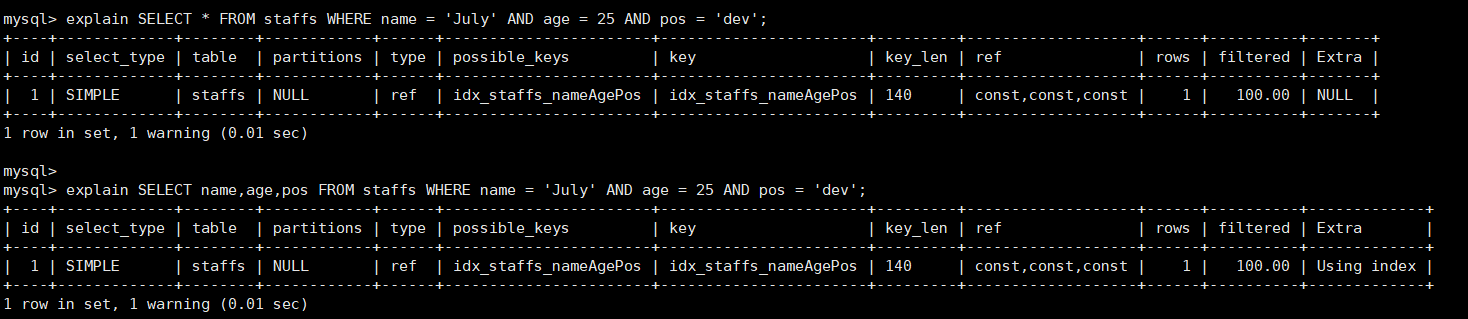 mysql> explain SELECT * FROM staffs WHERE name = 'July' AND age = 25 AND pos = 'dev';
+----+-------------+--------+------------+------+-----------------------+-----------------------+---------+-------------------+------+----------+-------+
| id | select_type | table  | partitions | type | possible_keys         | key                   | key_len | ref               | rows | filtered | Extra |
+----+-------------+--------+------------+------+-----------------------+-----------------------+---------+-------------------+------+----------+-------+
|  1 | SIMPLE      | staffs | NULL       | ref  | idx_staffs_nameAgePos | idx_staffs_nameAgePos | 140     | const,const,const |    1 |   100.00 | NULL  |
+----+-------------+--------+------------+------+-----------------------+-----------------------+---------+-------------------+------+----------+-------+
1 row in set, 1 warning (0.01 sec)

mysql>
mysql> explain SELECT name,age,pos FROM staffs WHERE name = 'July' AND age = 25 AND pos = 'dev';
+----+-------------+--------+------------+------+-----------------------+-----------------------+---------+-------------------+------+----------+-------------+
| id | select_type | table  | partitions | type | possible_keys         | key                   | key_len | ref               | rows | filtered | Extra       |
+----+-------------+--------+------------+------+-----------------------+-----------------------+---------+-------------------+------+----------+-------------+
|  1 | SIMPLE      | staffs | NULL       | ref  | idx_staffs_nameAgePos | idx_staffs_nameAgePos | 140     | const,const,const |    1 |   100.00 | Using index |
+----+-------------+--------+------------+------+-----------------------+-----------------------+---------+-------------------+------+----------+-------------+
1 row in set, 1 warning (0.01 sec)